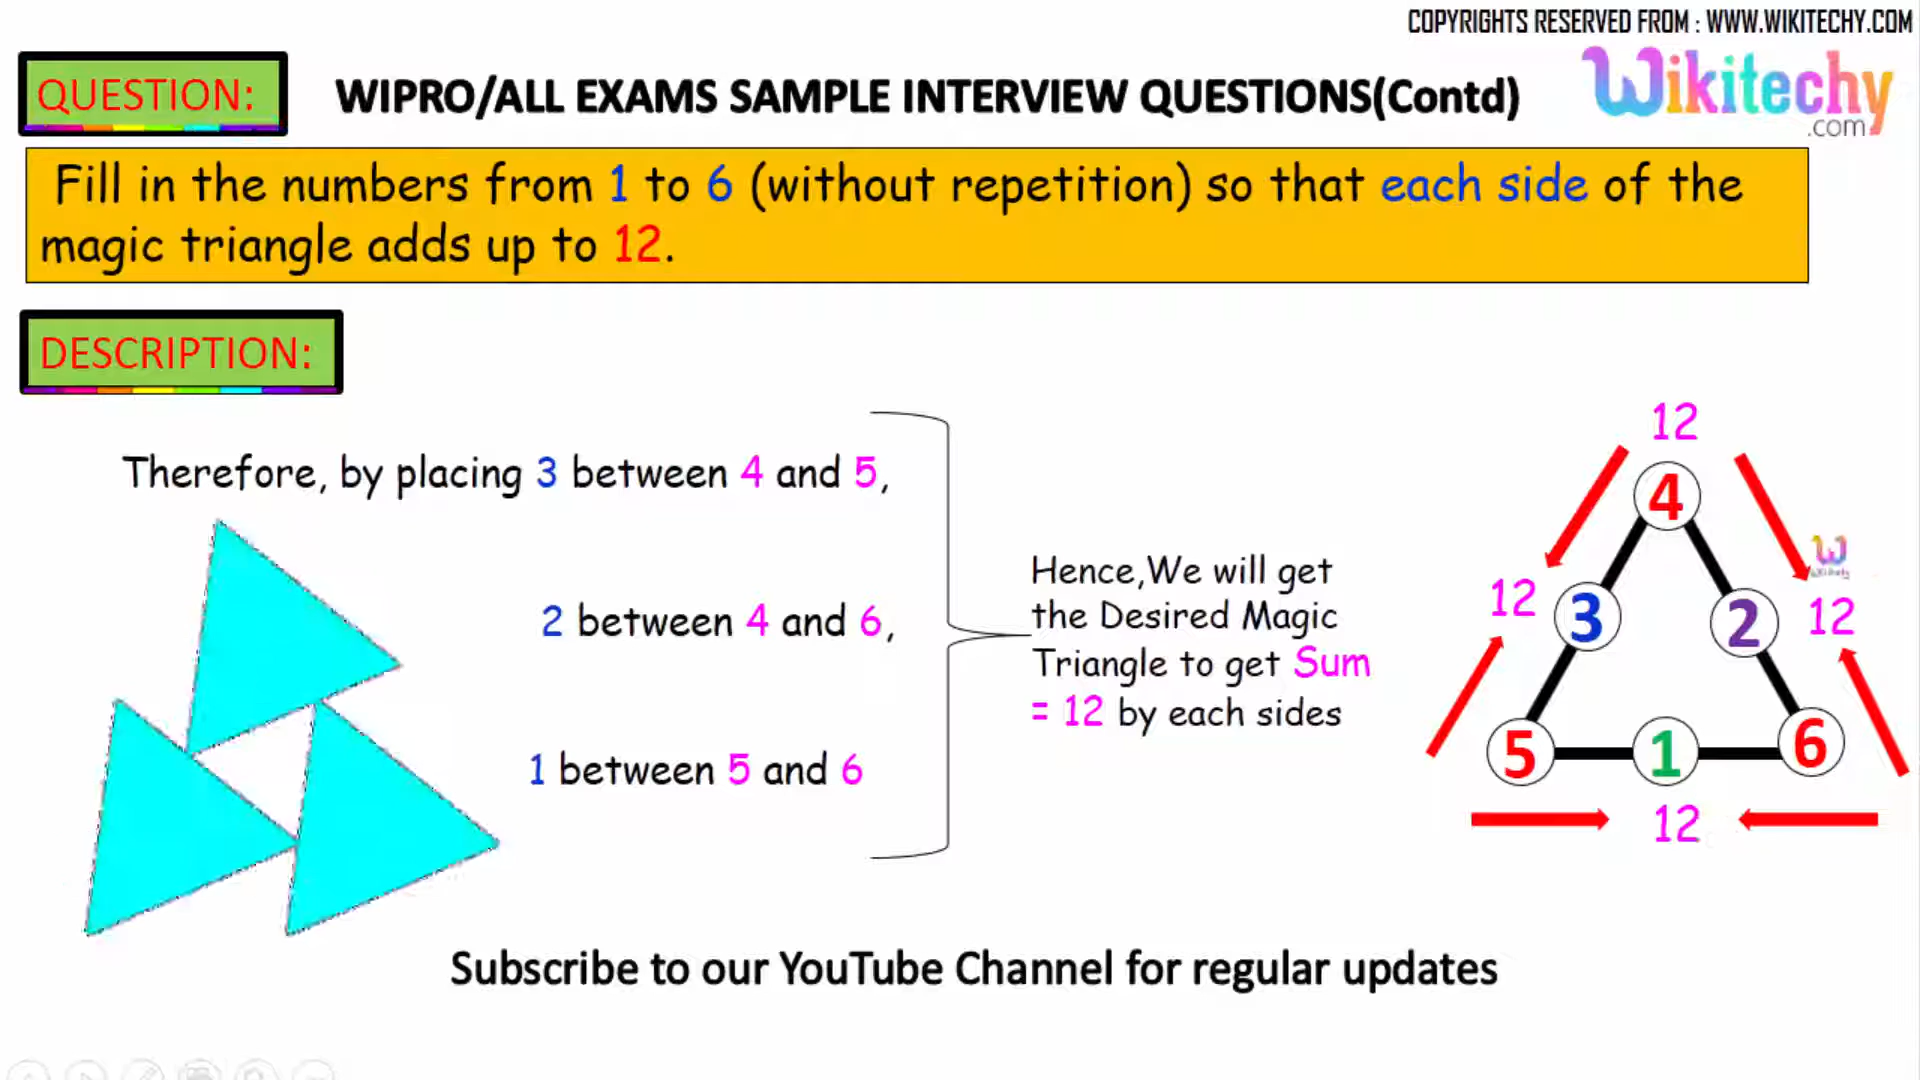 COPYRIGHTS RESERVED FROM : WWW.WIKITECHY.COM
QUESTION:
WIPRO/ALL EXAMS SAMPLE INTERVIEW QUESTIONS(Contd)
Wikitechy
.com
Fill in the numbers from 1 to 6 (without repetition) so that each side of the
magic triangle adds up to 12.
DESCRIPTION:
Therefore, by placing 3 between 4 and 5,
2 between 4 and 6,
1 between 5 and 6
Hence,We will get
the Desired Magic
Triangle to get Sum
= 12 by each sides
12
4
12
3
2
12
5
1
6
12
Subscribe to our YouTube Channel for regular updates